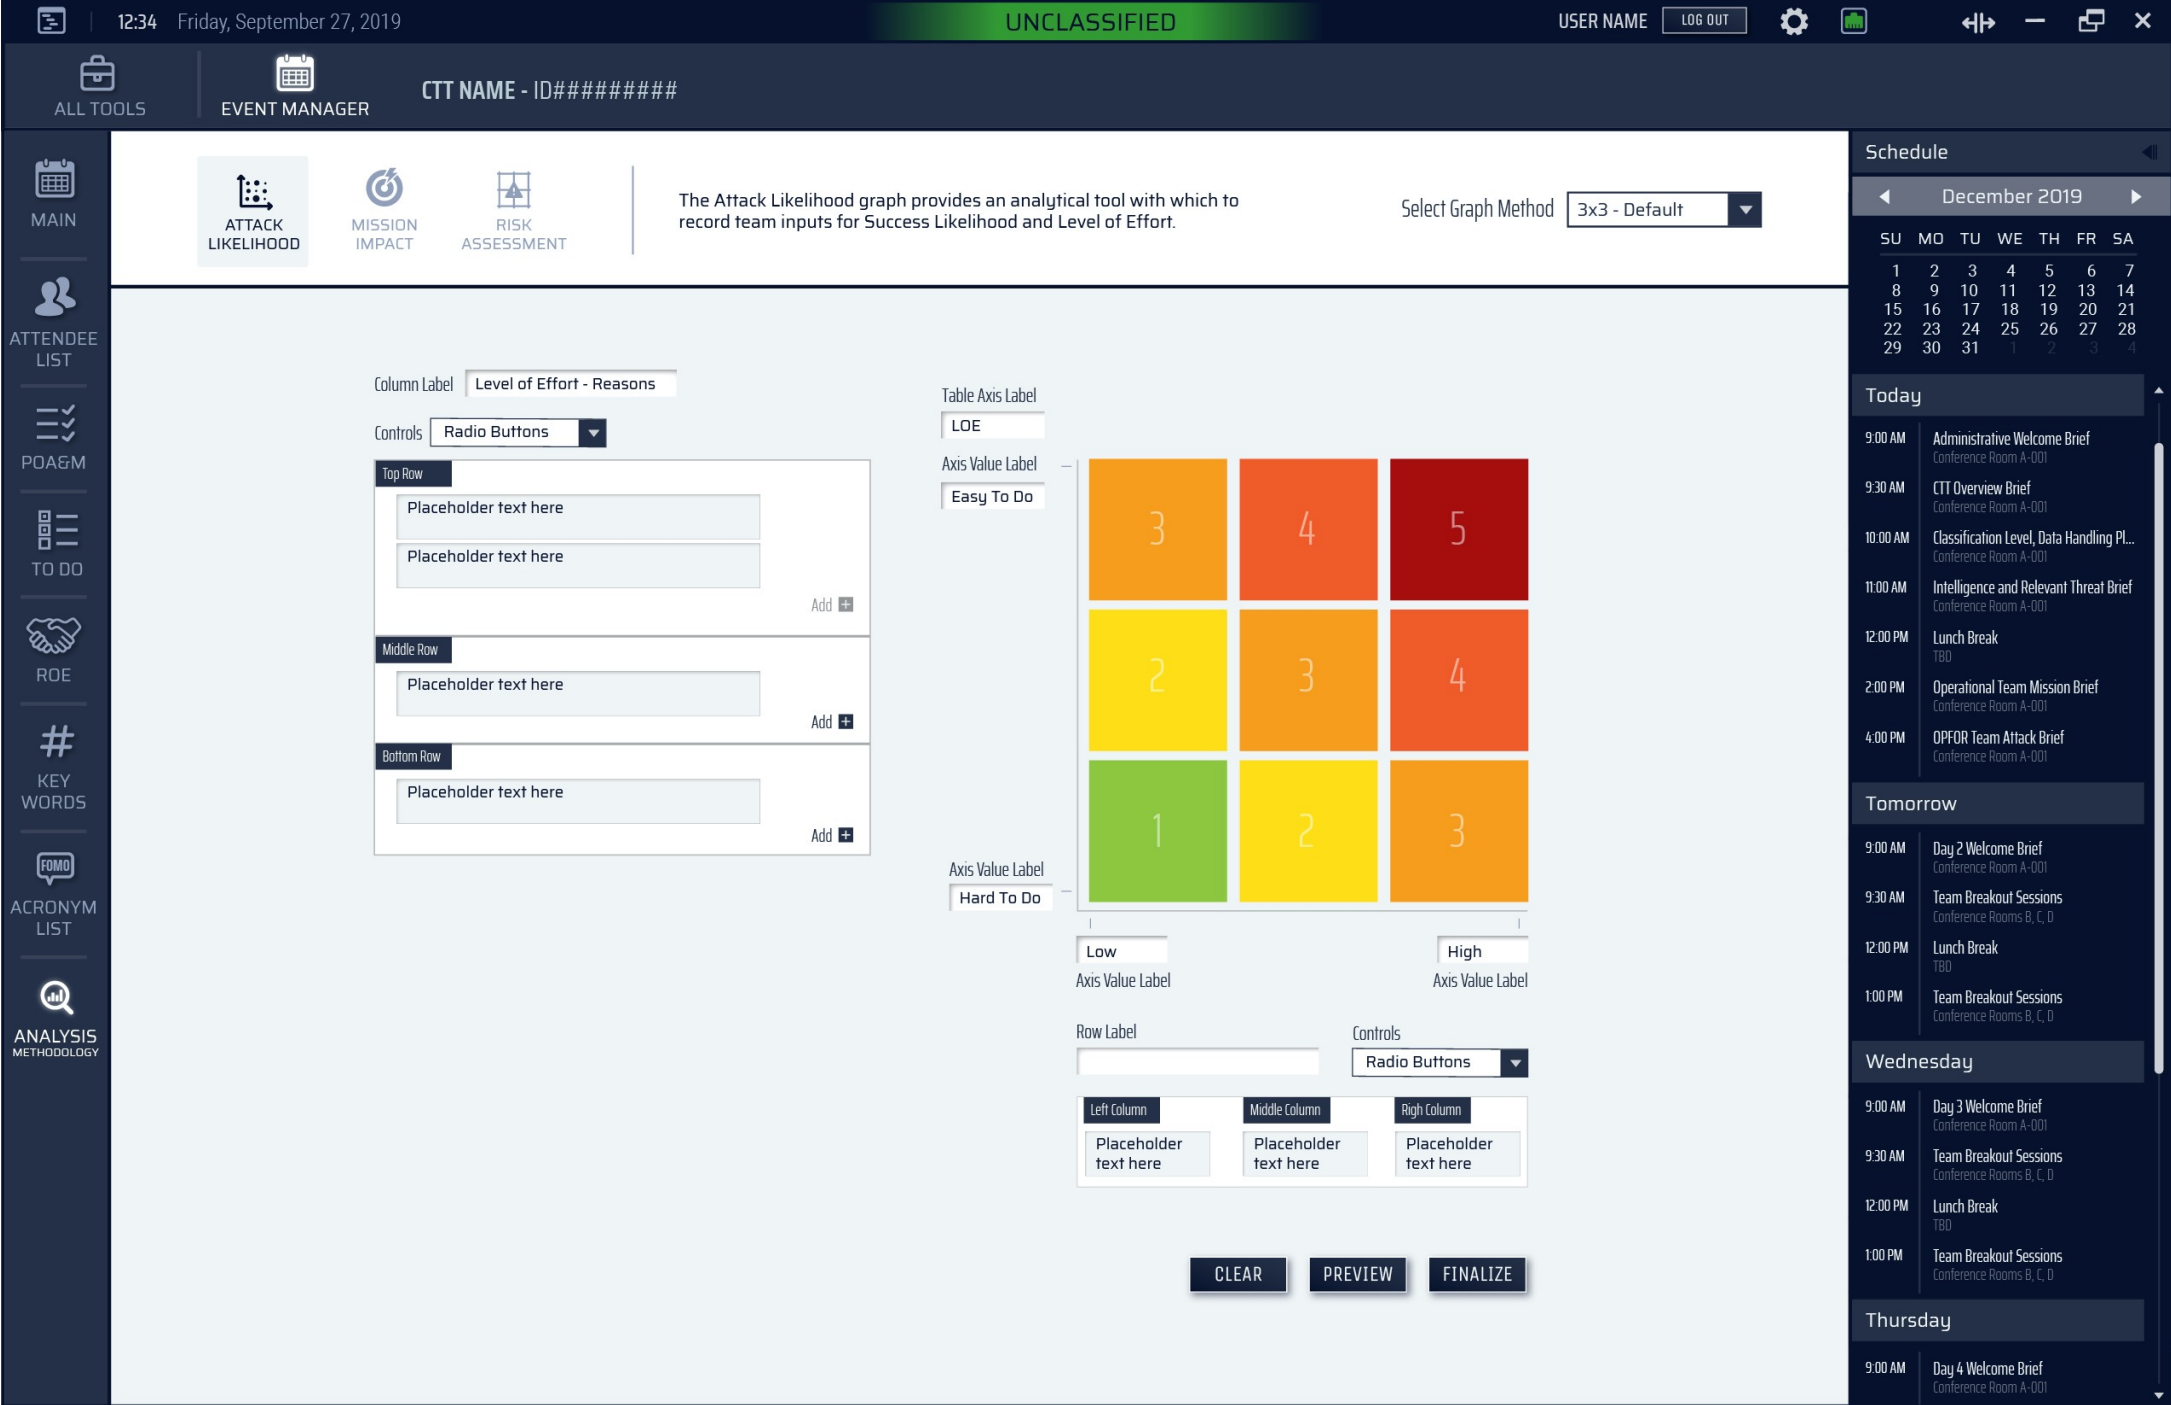 12:34 Friday, September 27, 2019
UNCLASSIFIED
USER NAME
LOG OUT
ALL TOOLS
EVENT MANAGER
CTT NAME - ID#########
MAIN
ATTENDEE
LIST
POA&M
TO DO
ROE
KEY
WORDS
FOMO
ACRONYM
LIST
ANALYSIS
METHODOLOGY
ATTACK
LIKELIHOOD
MISSION
IMPACT
RISK
ASSESSMENT
The Attack Likelihood graph provides an analytical tool with which to
record team inputs for Success Likelihood and Level of Effort.
Select Graph Method
3x3 - Default
Column Label
Level of Effort - Reasons
Controls
Radio Buttons
Top Row
Placeholder text here
Placeholder text here
Add
Middle Row
Placeholder text here
Add
Bottom Row
Placeholder text here
Add
Table Axis Label
LOE
Axis Value Label
Easy To Do
3 4 5
2 3 4
1 2 3
Axis Value Label
Hard To Do
Low
Axis Value Label
High
Axis Value Label
Row Label
Controls
Radio Buttons
Left Column
Placeholder
text here
Middle Column
Placeholder
text here
Righ Column
Placeholder
text here
CLEAR
PREVIEW
FINALIZE
Schedule
December 2019
SU MO TU WE TH FR SA
1 2 3 4 5 6 7
8 9 10 11 12 13 14
15 16 17 18 19 20 21
22 23 24 25 26 27 28
29 30 31 1 2 3 4
Today
9:00 AM Administrative Welcome Brief
Conference Room A-001
9:30 AM CTT Overview Brief
Conference Room A-001
10:00 AM Classification Level, Data Handling Pl...
Conference Room A-001
11:00 AM Intelligence and Relevant Threat Brief
Conference Room A-001
12:00 PM Lunch Break
TBD
2:00 PM Operational Team Mission Brief
Conference Room A-001
4:00 PM OPFOR Team Attack Brief
Conference Room A-001
Tomorrow
9:00 AM Day 2 Welcome Brief
Conference Room A-001
9:30 AM Team Breakout Sessions
Conference Rooms B, C, D
12:00 PM Lunch Break
TBD
1:00 PM Team Breakout Sessions
Conference Rooms B, C, D
Wednesday
9:00 AM Day 3 Welcome Brief
Conference Room A-001
9:30 AM Team Breakout Sessions
Conference Rooms B, C, D
12:00 PM Lunch Break
TBD
1:00 PM Team Breakout Sessions
Conference Rooms B, C, D
Thursday
9:00 AM Day 4 Welcome Brief
Conference Room A-001